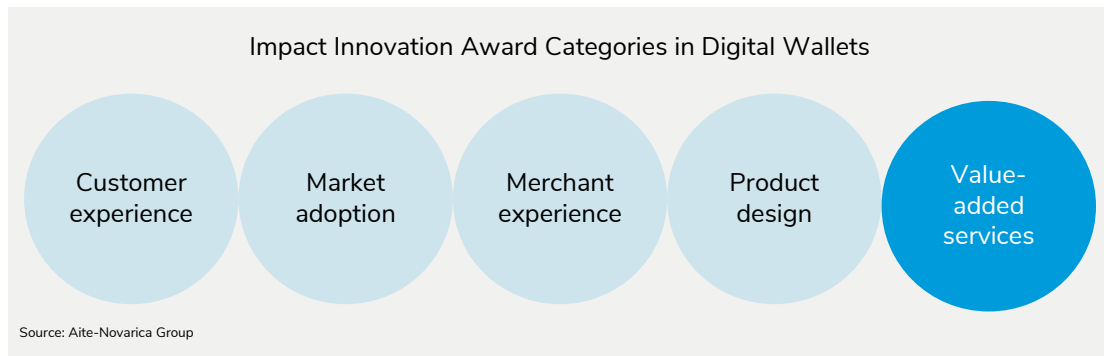 Impact Innovation Award Categories in Digital Wallets
Customer
experience
Market
adoption
Merchant
experience
Product
design
Value-
added
services
Source: Aite-Novarica Group